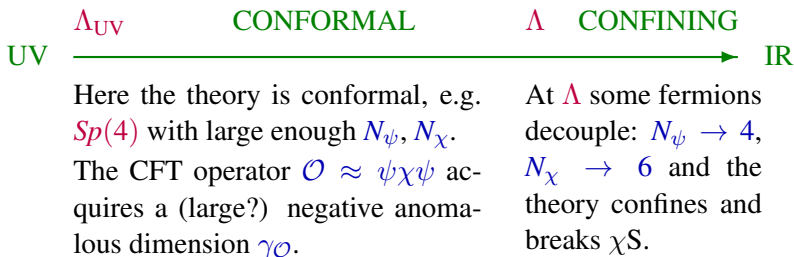 Λ_UV CONFORMAL Λ CONFINING
UV IR
Here the theory is conformal, e.g.
Sp(4) with large enough N_ψ, N_χ.
The CFT operator 𝒪 ≈ ψχψ ac-
quires a (large?) negative anoma-
lous dimension γ_𝒪.
At Λ some fermions
decouple: N_ψ → 4,
N_χ → 6 and the
theory confines and
breaks χS.